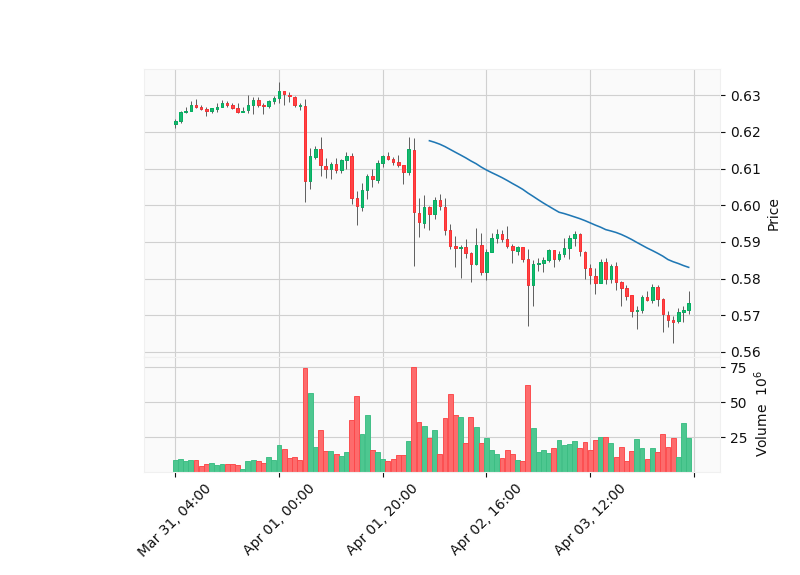 0.63
0.62
0.61
0.60
0.59
0.58
0.57
0.56
Price
75
50
25
Volume 10⁶
Mar 31, 04:00
Apr 01, 00:00
Apr 01, 20:00
Apr 02, 16:00
Apr 03, 12:00